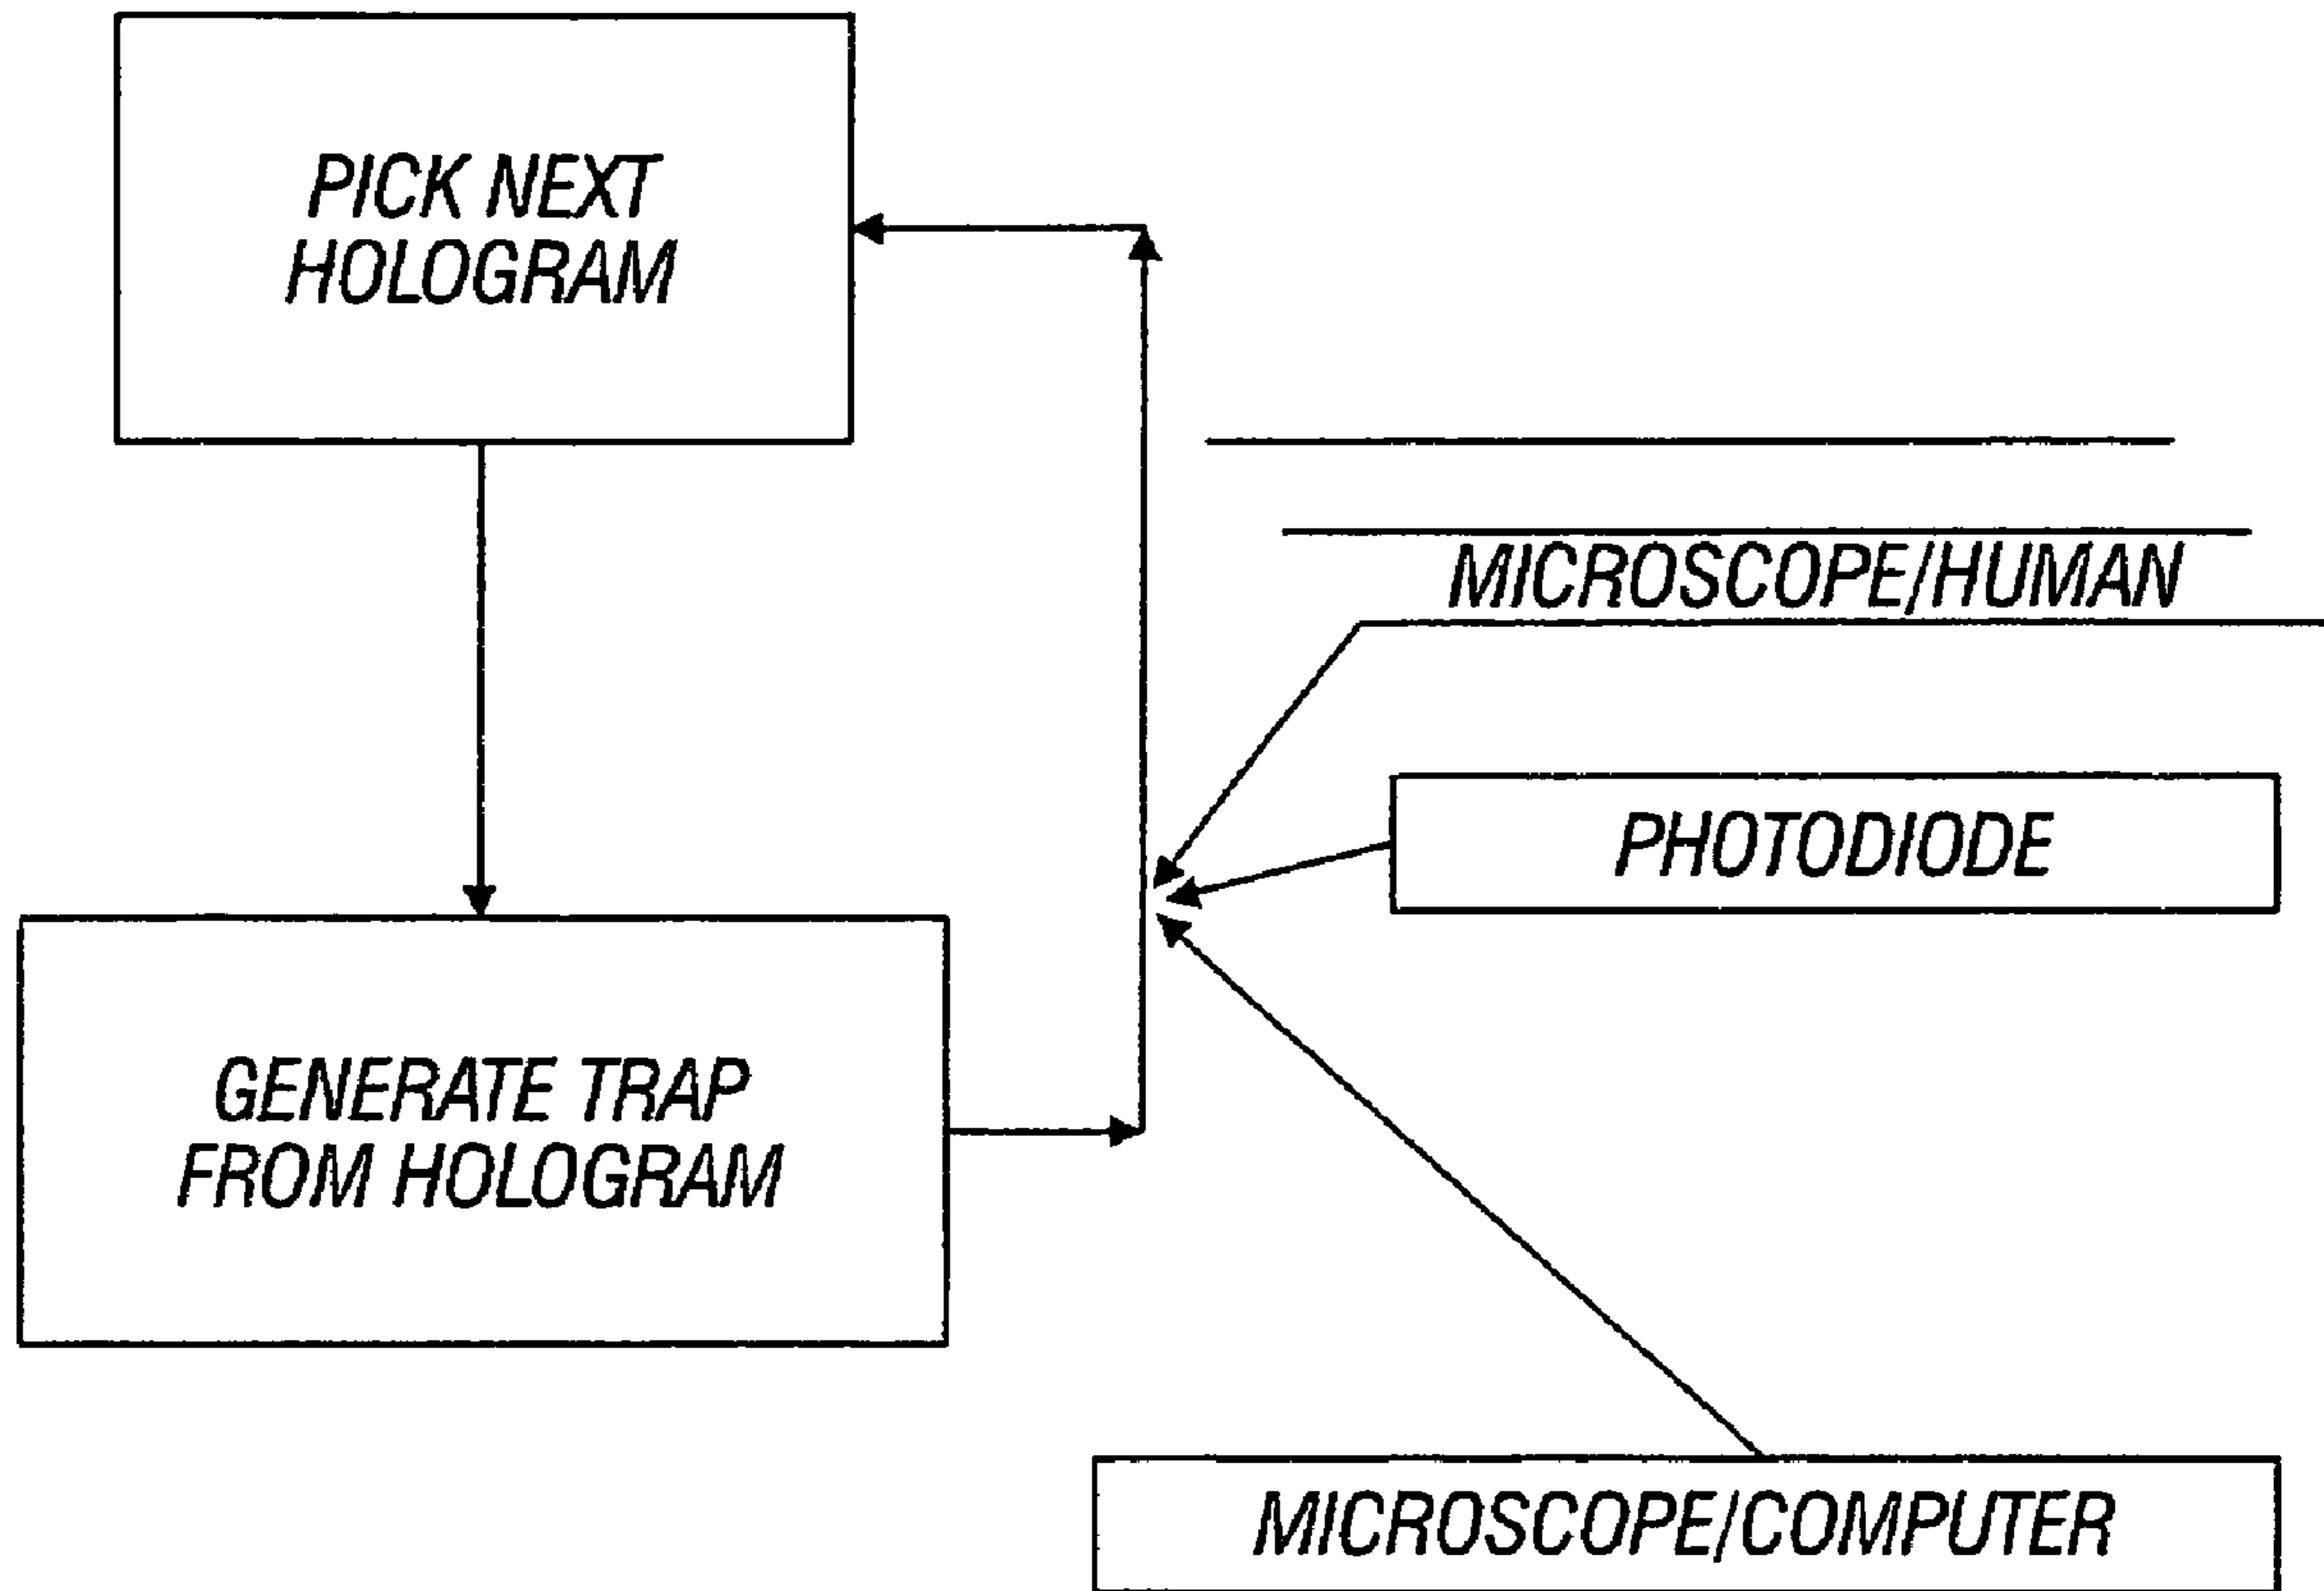 PICK NEXT
HOLOGRAM
MICROSCOPE/HUMAN
PHOTODIODE
GENERATE TRAP
FROM HOLOGRAM
MICROSCOPE/COMPUTER